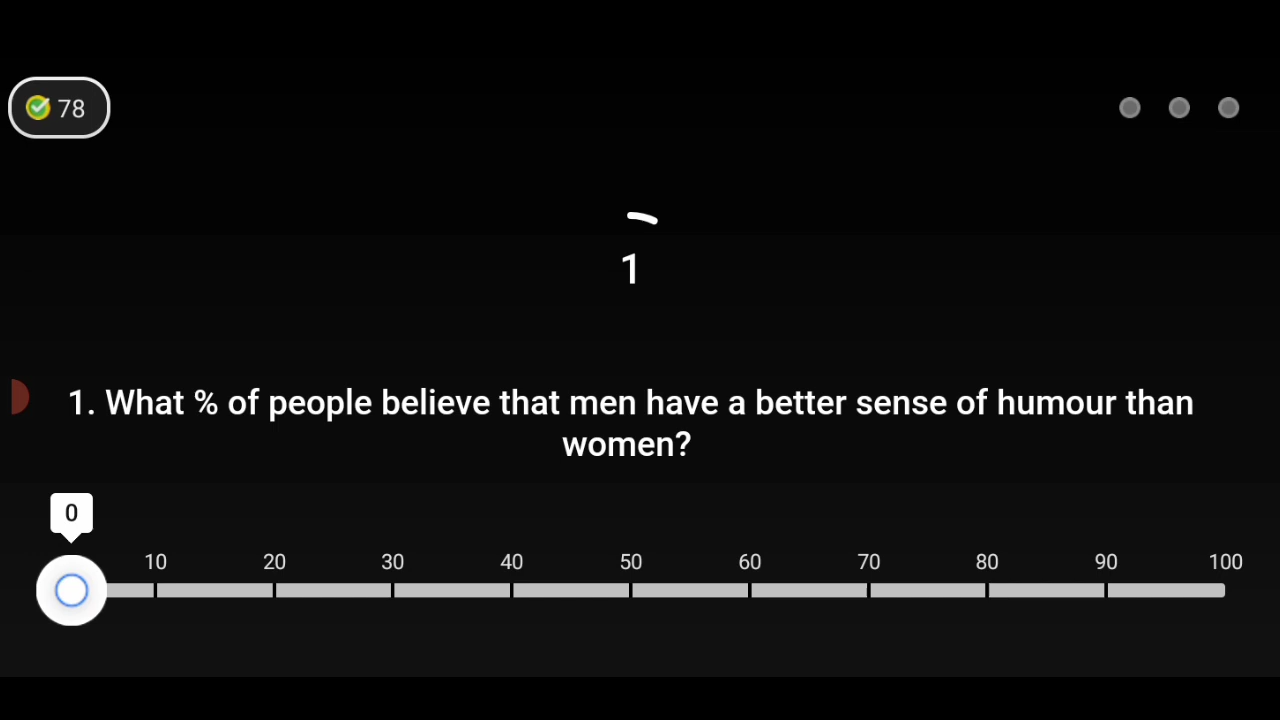 78
1
1. What % of people believe that men have a better sense of humour than
women?
0
10 20 30 40 50 60 70 80 90 100